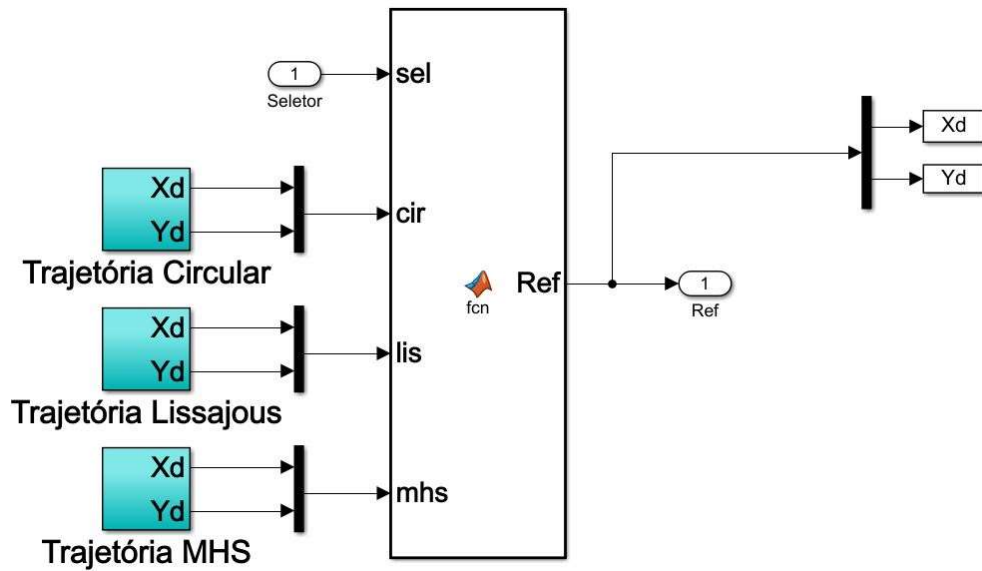 1
Seletor
sel
Xd
Yd
Trajetória Circular
cir
Xd
Yd
Trajetória Lissajous
lis
Xd
Yd
Trajetória MHS
mhs
fcn
Ref
1
Ref
Xd
Yd